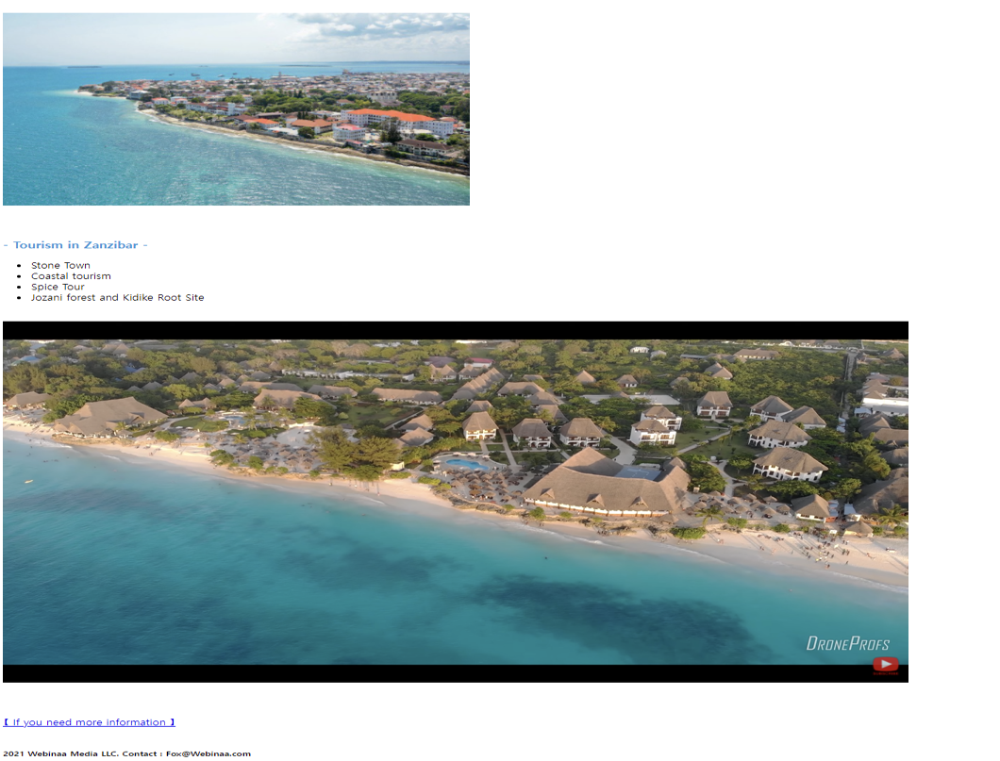 - Tourism in Zanzibar -
• Stone Town
• Coastal tourism
• Spice Tour
• Jozani forest and Kidike Root Site
DRONEPROFS
【 If you need more information 】
2021 Webinaa Media LLC. Contact : Fox@Webinaa.com